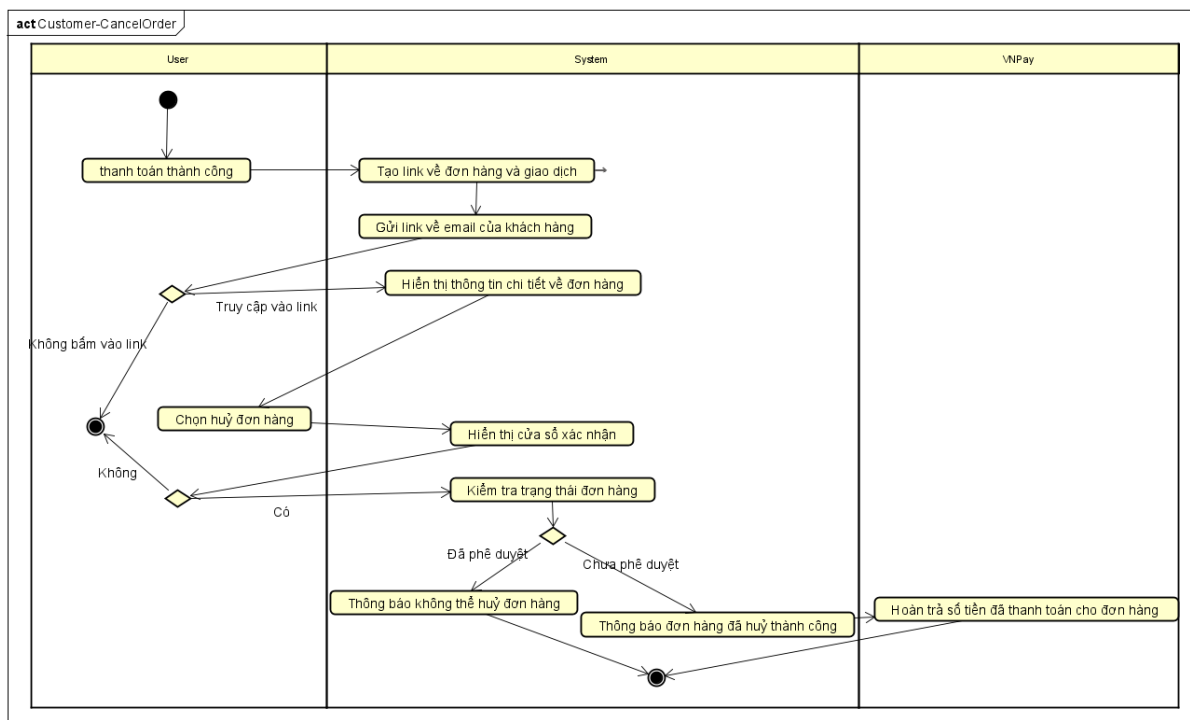 act Customer-CancelOrder
User
System
VNPay
thanh toán thành công
Tạo link về đơn hàng và giao dịch
Gửi link về email của khách hàng
Hiển thị thông tin chi tiết về đơn hàng
Truy cập vào link
Không bấm vào link
Chọn huỷ đơn hàng
Hiển thị cửa sổ xác nhận
Không
Kiểm tra trạng thái đơn hàng
Có
Đã phê duyệt
Chưa phê duyệt
Thông báo không thể huỷ đơn hàng
Thông báo đơn hàng đã huỷ thành công
Hoàn trả số tiền đã thanh toán cho đơn hàng